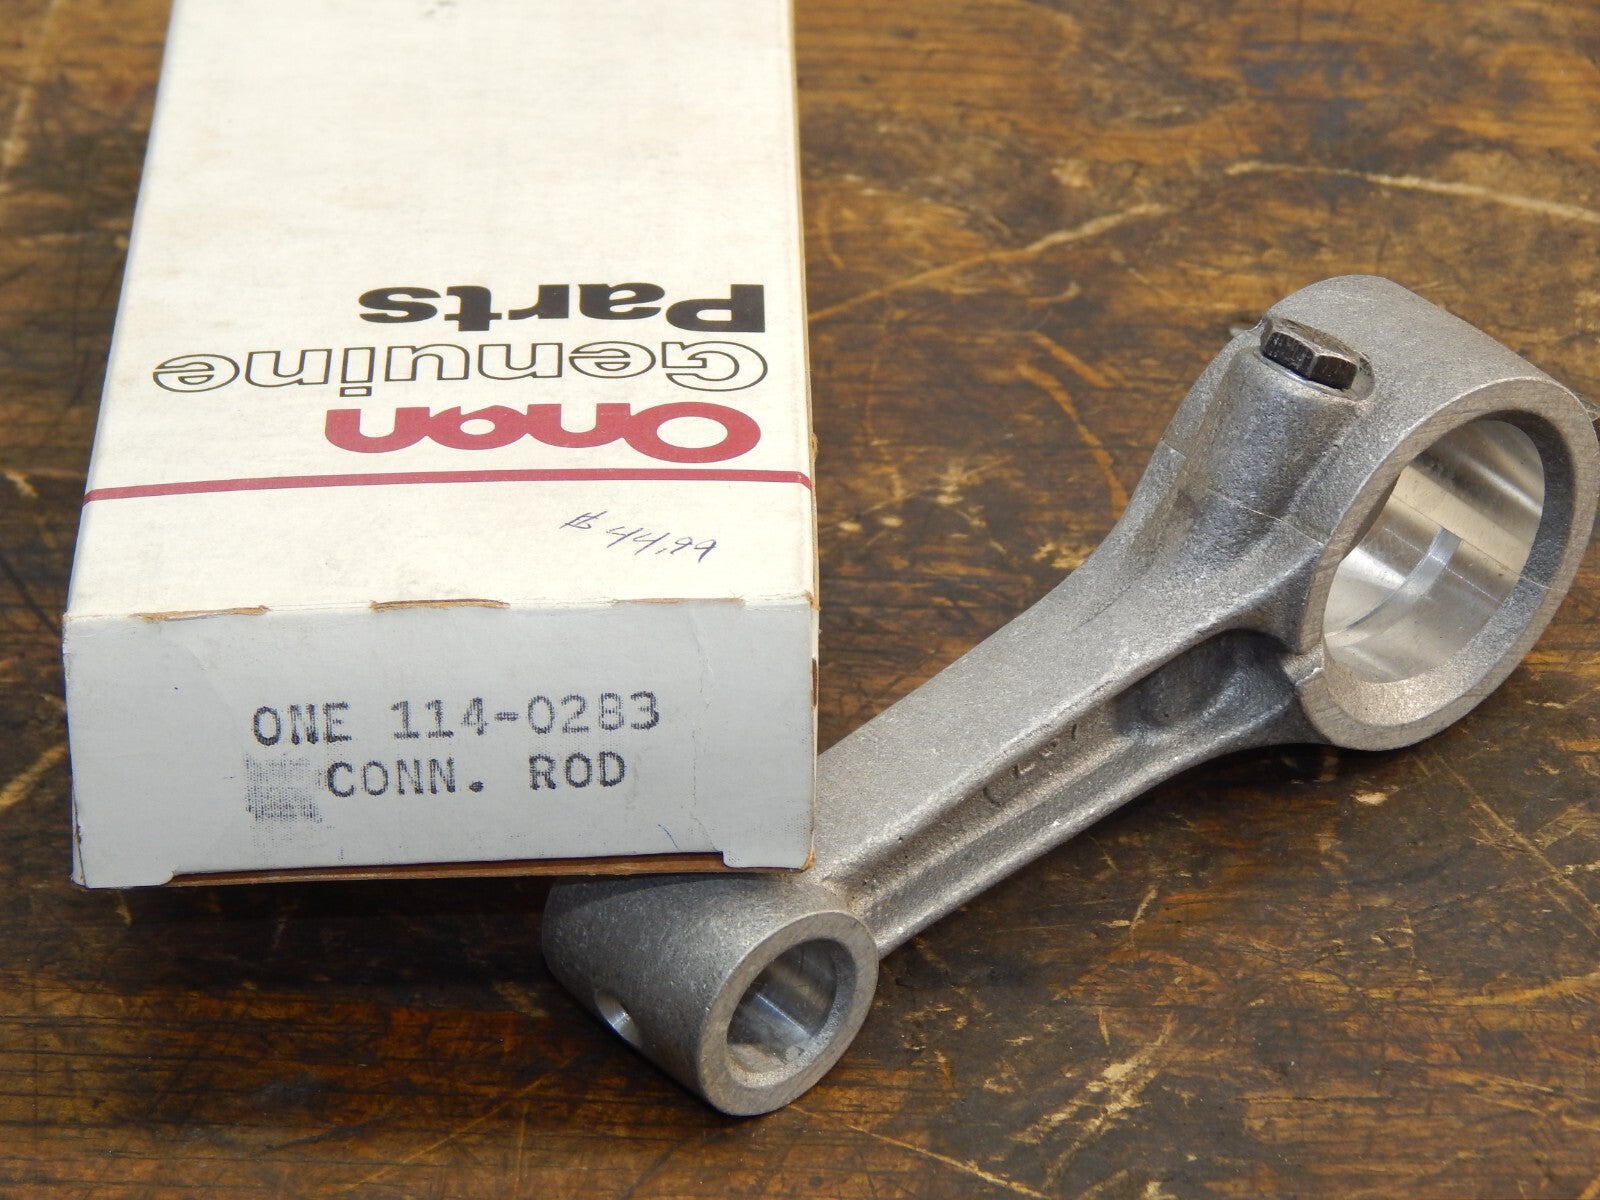 Onan
Genuine
Parts
$44.99
ONE 114-0283
CONN. ROD